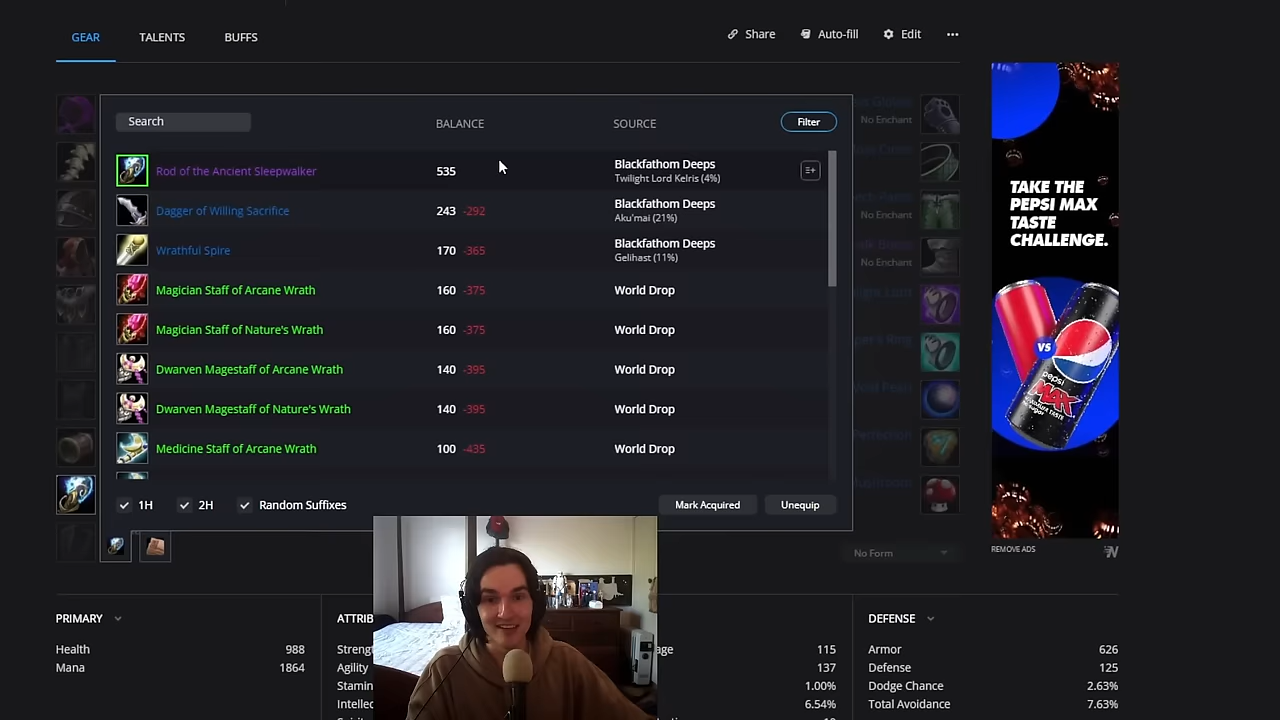 GEAR TALENTS BUFFS Share Auto-fill Edit
Search BALANCE SOURCE Filter
Rod of the Ancient Sleepwalker 535 Blackfathom Deeps
Twilight Lord Kelris (4%)
Dagger of Willing Sacrifice 243 -292 Blackfathom Deeps
Aku'mai (21%)
Wrathful Spire 170 -365 Blackfathom Deeps
Gelihast (11%)
Magician Staff of Arcane Wrath 160 -375 World Drop
Magician Staff of Nature's Wrath 160 -375 World Drop
Dwarven Magestaff of Arcane Wrath 140 -395 World Drop
Dwarven Magestaff of Nature's Wrath 140 -395 World Drop
Medicine Staff of Arcane Wrath 100 -435 World Drop
1H 2H Random Suffixes Mark Acquired Unequip
No Enchant
No Enchant
No Enchant
No Form
TAKE THE
PEPSI MAX
TASTE
CHALLENGE.
VS
pepsi
MAX
REMOVE ADS
PRIMARY
Health 988
Mana 1864
115
137
1.00%
6.54%
DEFENSE
Armor 626
Defense 125
Dodge Chance 2.63%
Total Avoidance 7.63%